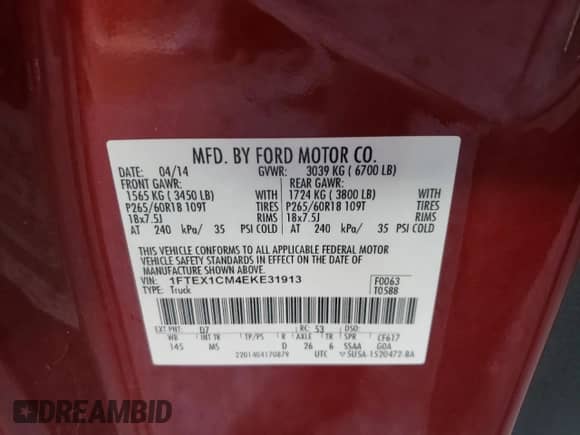 MFD. BY FORD MOTOR CO.
DATE: 04/14 GVWR: 3039 KG ( 6700 LB)
FRONT GAWR: REAR GAWR:
1565 KG ( 3450 LB) WITH 1724 KG ( 3800 LB) WITH
P265/60R18 109T TIRES P265/60R18 109T TIRES
18x7.5J RIMS 18x7.5J RIMS
AT 240 kPa/ 35 PSI COLD AT 240 kPa/ 35 PSI COLD
THIS VEHICLE CONFORMS TO ALL APPLICABLE FEDERAL MOTOR
VEHICLE SAFETY STANDARDS IN EFFECT ON THE DATE OF
MANUFACTURE SHOWN ABOVE.
VIN: 1FTEX1CM4EKE31913 F0063
TYPE: Truck T0588
EXT PNT: D7 RC: 53 DSO:
WB INT TR TP/PS R AXLE TR SPR CF617
145 MS D 26 6 SSAA GOA
2201404170879 UTC ▽5U5A-1520472-BA
DREAMBID